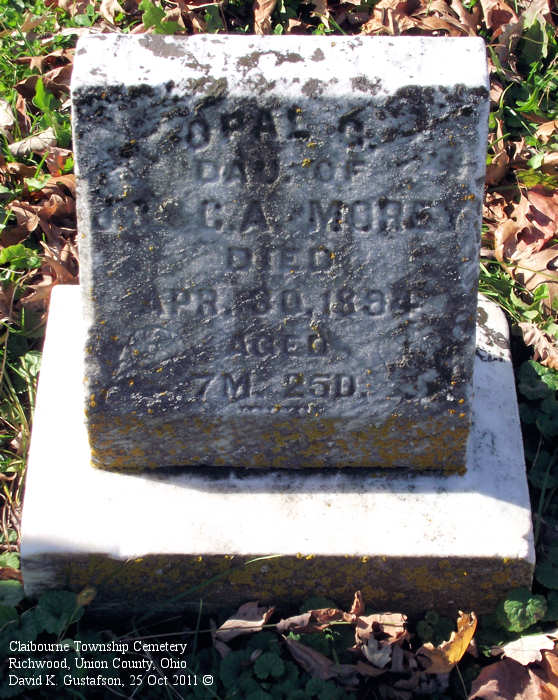 OPAL G.
DAU. OF
& C.A. MOREY
DIED
APR. 30, 1894
AGED
7M. 25D.
Claibourne Township Cemetery
Richwood, Union County, Ohio
David K. Gustafson, 25 Oct 2011 ©